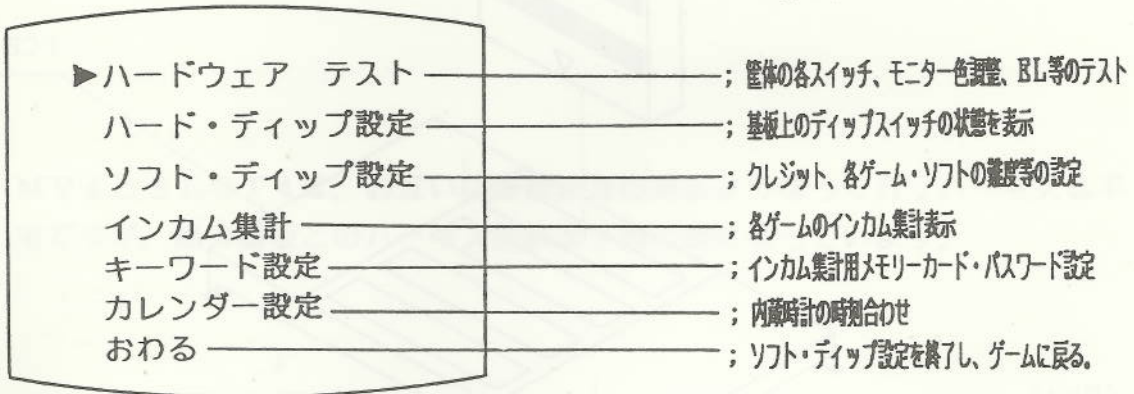 ▶ハードウェア テスト ; 筐体の各スイッチ、モニター色調整、EL等のテスト
ハード・ディップ設定 ; 基板上のディップスイッチの状態を表示
ソフト・ディップ設定 ; クレジット、各ゲーム・ソフトの難度等の設定
インカム集計 ; 各ゲームのインカム集計表示
キーワード設定 ; インカム集計用メモリーカード・パスワード設定
カレンダー設定 ; 内蔵時計の時刻合わせ
おわる ; ソフト・ディップ設定を終了し、ゲームに戻る。